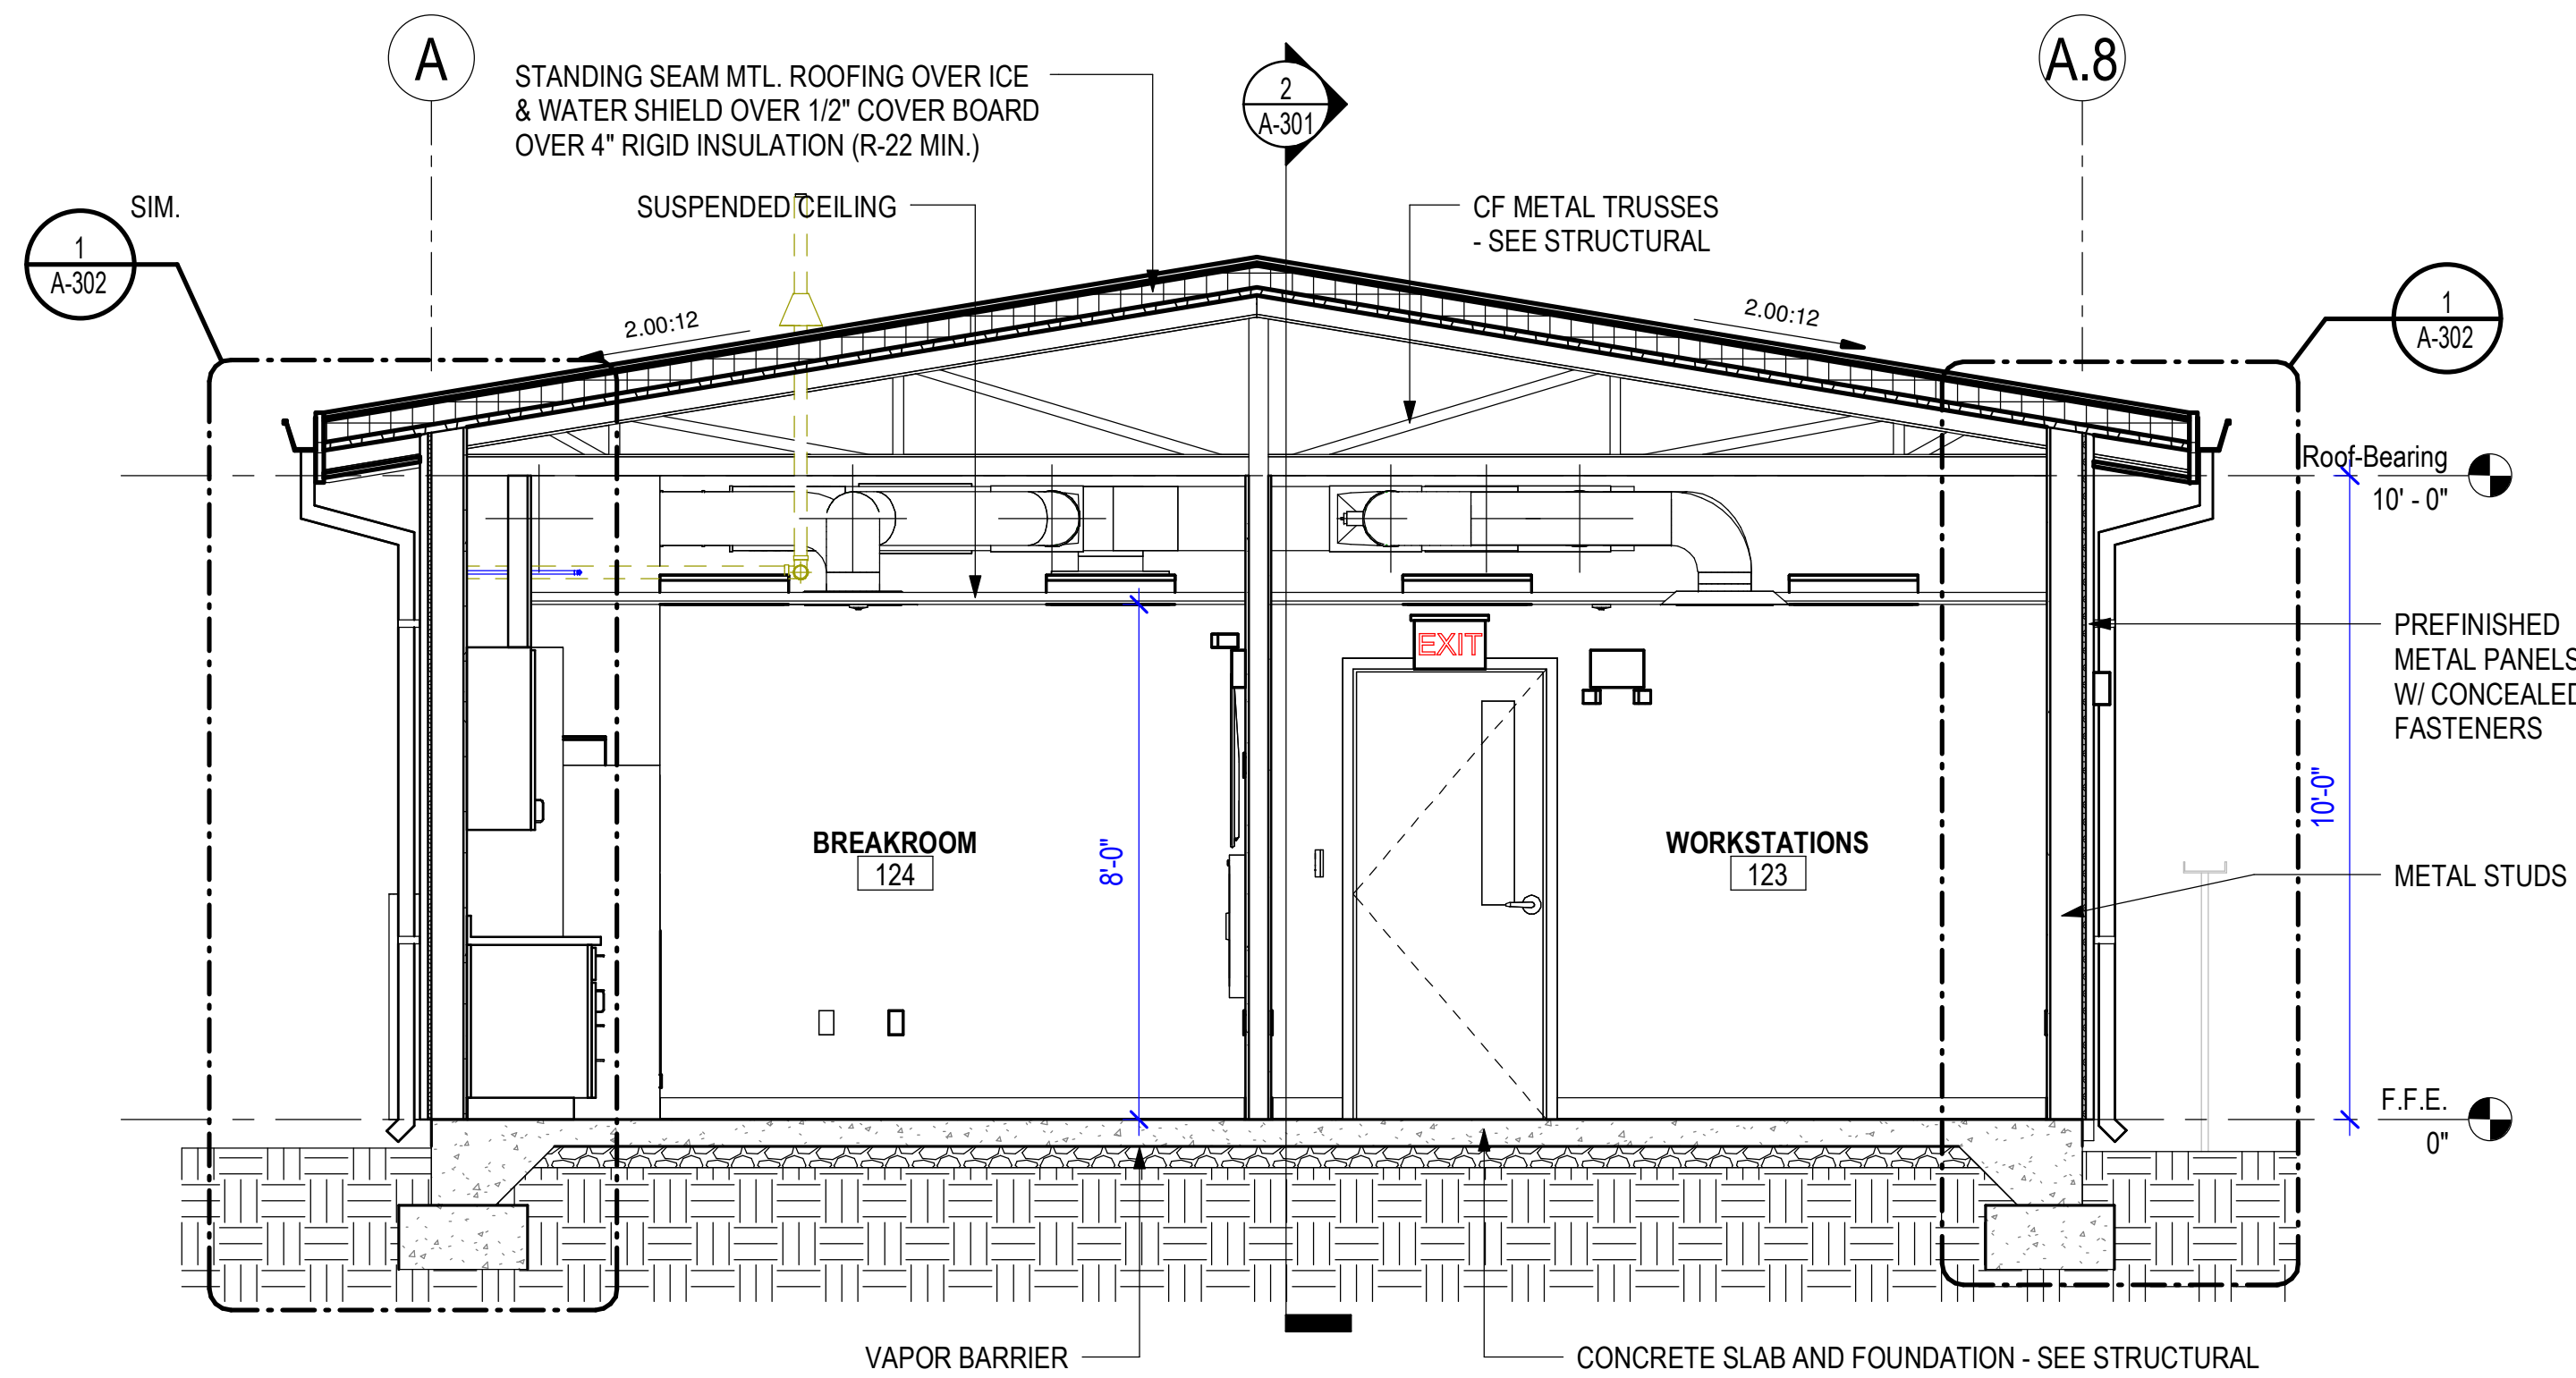 A
A.8
STANDING SEAM MTL. ROOFING OVER ICE
& WATER SHIELD OVER 1/2" COVER BOARD
OVER 4" RIGID INSULATION (R-22 MIN.)
2
A-301
SIM.
1
A-302
SUSPENDED CEILING
CF METAL TRUSSES
- SEE STRUCTURAL
1
A-302
2.00:12
2.00:12
Roof-Bearing
10' - 0"
EXIT
PREFINISHED
METAL PANELS
W/ CONCEALED
FASTENERS
10'-0"
BREAKROOM
124
8'-0"
WORKSTATIONS
123
METAL STUDS
F.F.E.
0"
VAPOR BARRIER
CONCRETE SLAB AND FOUNDATION - SEE STRUCTURAL